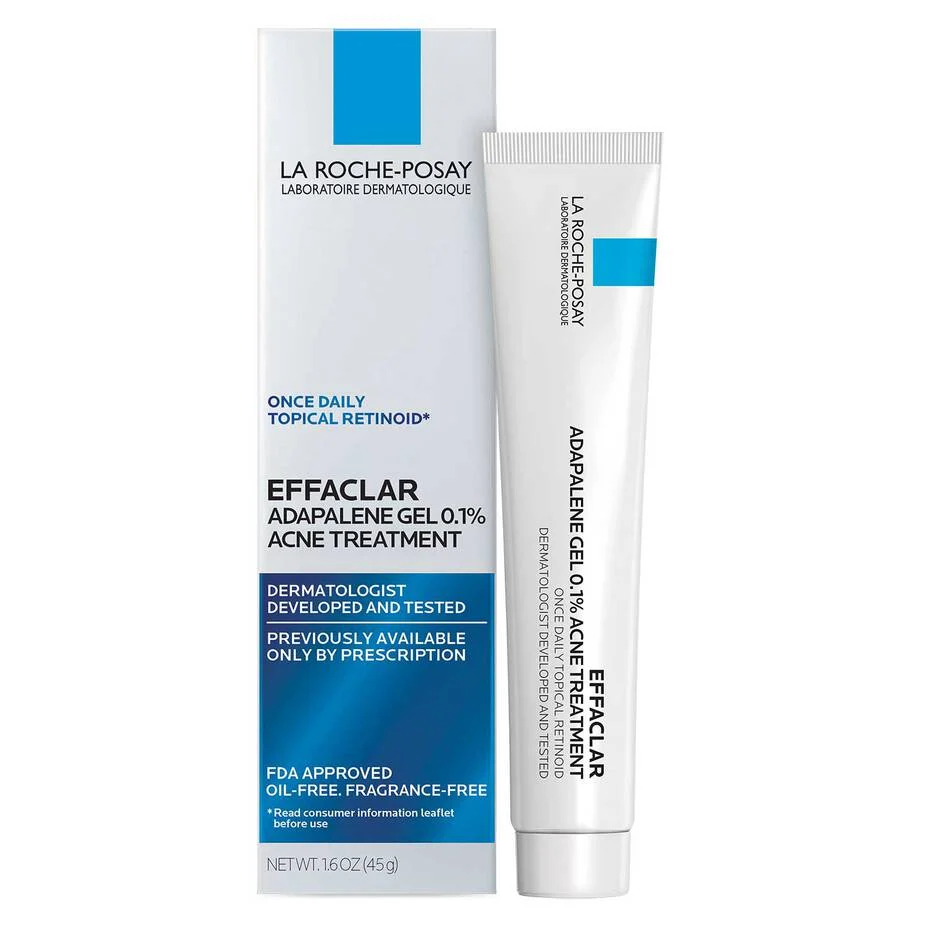 LA ROCHE-POSAY
LABORATOIRE DERMATOLOGIQUE
ONCE DAILY
TOPICAL RETINOID*
EFFACLAR
ADAPALENE GEL 0.1%
ACNE TREATMENT
DERMATOLOGIST
DEVELOPED AND TESTED
PREVIOUSLY AVAILABLE
ONLY BY PRESCRIPTION
FDA APPROVED
OIL-FREE. FRAGRANCE-FREE
*Read consumer information leaflet
before use
NET WT. 1.6 OZ (45 g)
LA ROCHE-POSAY
LABORATOIRE DERMATOLOGIQUE
EFFACLAR
ADAPALENE GEL 0.1% ACNE TREATMENT
ONCE DAILY TOPICAL RETINOID
DERMATOLOGIST DEVELOPED AND TESTED